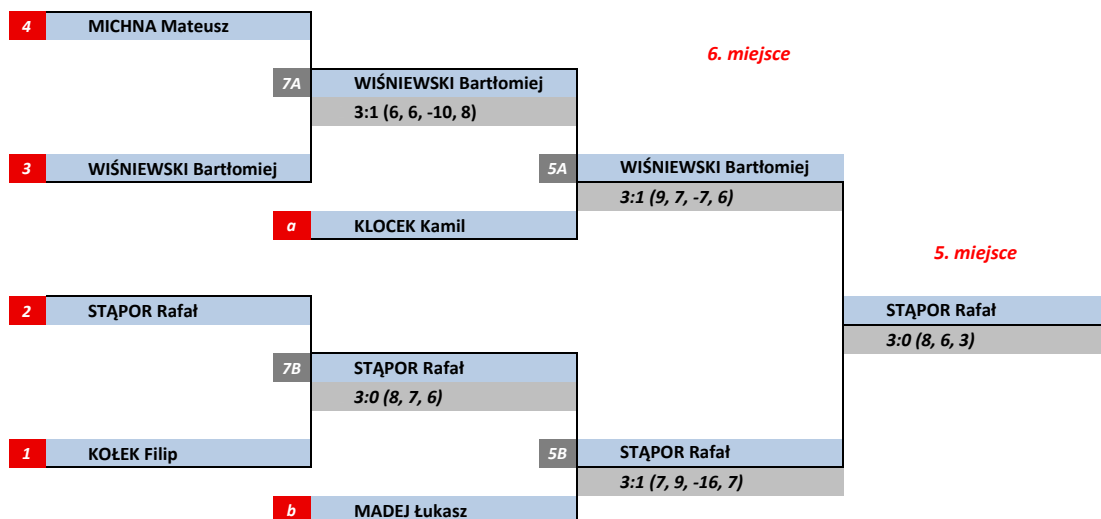 4 MICHNA Mateusz
6. miejsce
7A WIŚNIEWSKI Bartłomiej
3:1 (6, 6, -10, 8)
3 WIŚNIEWSKI Bartłomiej
5A WIŚNIEWSKI Bartłomiej
3:1 (9, 7, -7, 6)
a KLOCEK Kamil
5. miejsce
2 STĄPOR Rafał
STĄPOR Rafał
3:0 (8, 6, 3)
7B STĄPOR Rafał
3:0 (8, 7, 6)
1 KOŁEK Filip
5B STĄPOR Rafał
3:1 (7, 9, -16, 7)
b MADEJ Łukasz